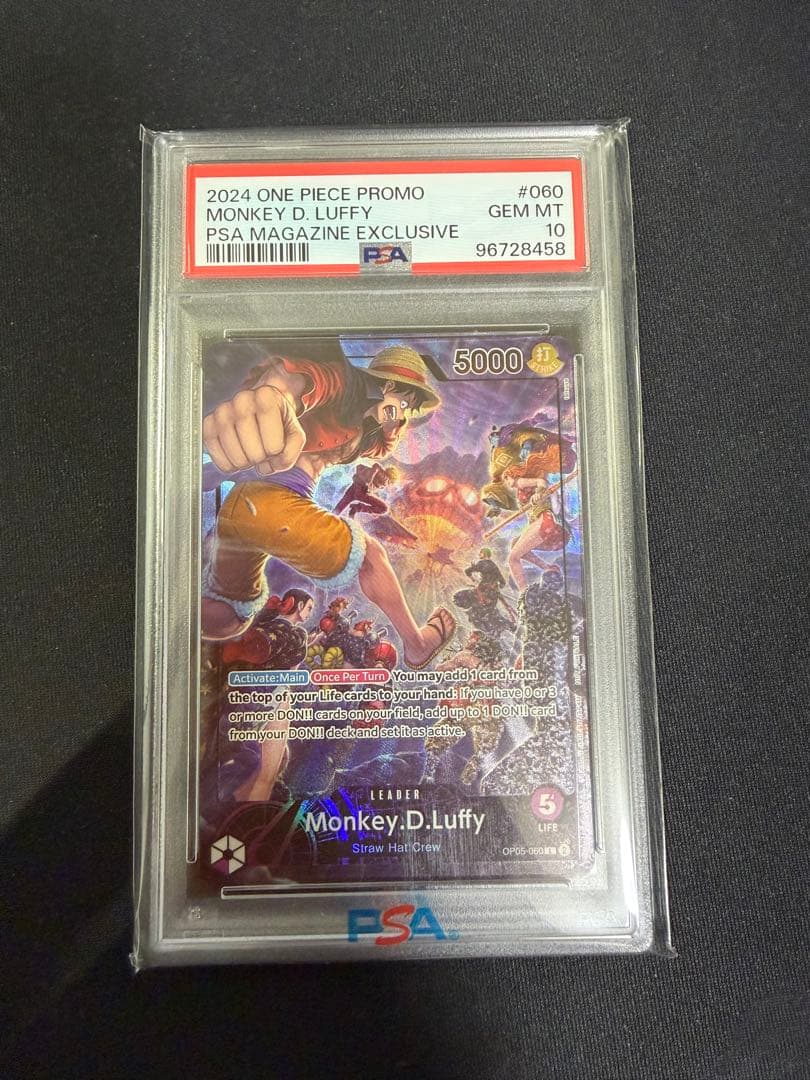 2024 ONE PIECE PROMO #060
MONKEY D. LUFFY GEM MT
PSA MAGAZINE EXCLUSIVE 10
PSA 96728458
5000 打
STRIKE
Activate:Main Once Per Turn You may add 1 card from
the top of your Life cards to your hand: If you have 0 or 3
or more DON!! cards on your field, add up to 1 DON!! card
from your DON!! deck and set it as active.
LEADER
Monkey.D.Luffy
Straw Hat Crew
5
LIFE
OP05-060 L
2
PSA